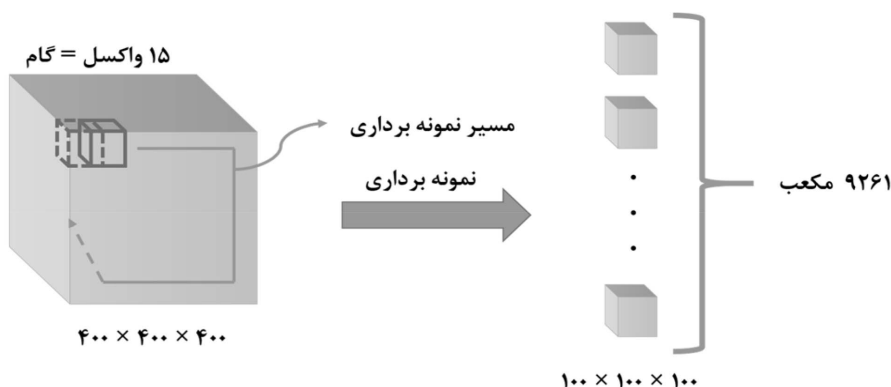 ۱۵ واکسل = گام
مسیر نمونه برداری
نمونه برداری
۹۲۶۱ مکعب
۴۰۰ × ۴۰۰ × ۴۰۰
۱۰۰ × ۱۰۰ × ۱۰۰